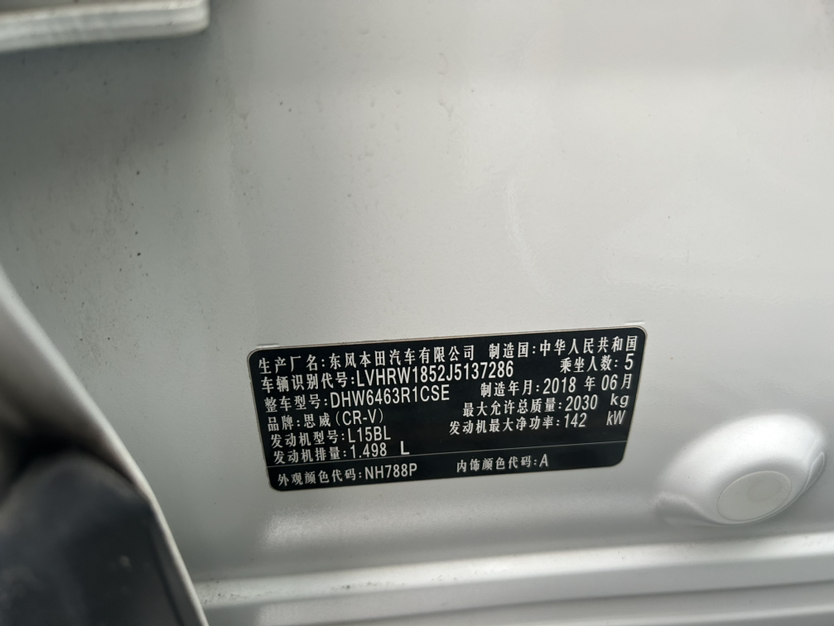 生产厂名:东风本田汽车有限公司 制造国:中华人民共和国
车辆识别代号:LVHRW1852J5137286 乘坐人数:5
整车型号:DHW6463R1CSE 制造年月:2018 年 06月
品牌:思威(CR-V) 最大允许总质量:2030 kg
发动机型号:L15BL 发动机最大净功率:142 kW
发动机排量:1.498 L
外观颜色代码:NH788P 内饰颜色代码:A